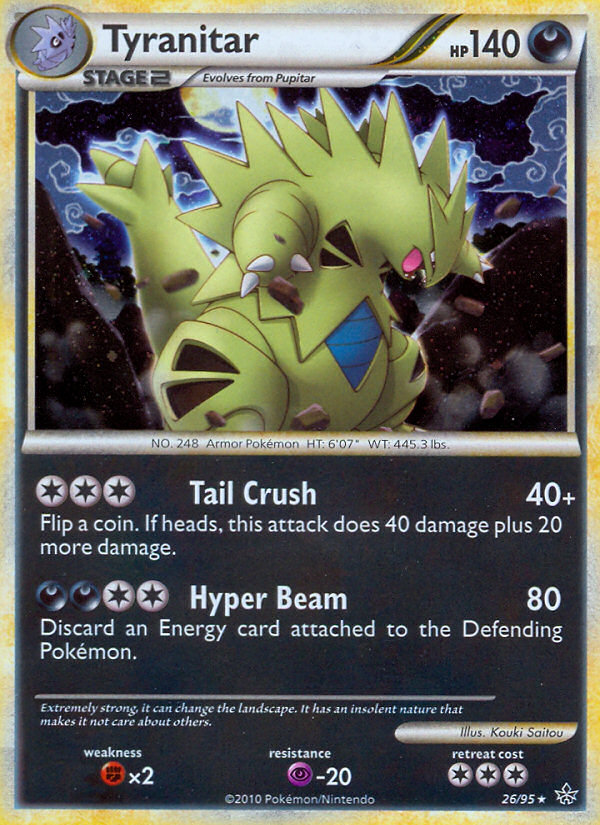 Tyranitar HP140
STAGE 2 Evolves from Pupitar
NO. 248 Armor Pokémon HT: 6'07" WT: 445.3 lbs.
Tail Crush 40+
Flip a coin. If heads, this attack does 40 damage plus 20
more damage.
Hyper Beam 80
Discard an Energy card attached to the Defending
Pokémon.
Extremely strong, it can change the landscape. It has an insolent nature that
makes it not care about others.
Illus. Kouki Saitou
weakness resistance retreat cost
×2 -20
©2010 Pokémon/Nintendo 26/95 ★